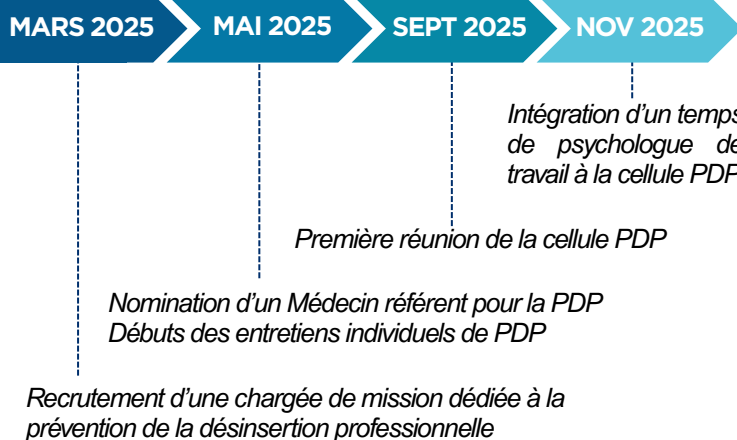 MARS 2025
MAI 2025
SEPT 2025
NOV 2025
Intégration d’un temps
de psychologue de
travail à la cellule PDP
Première réunion de la cellule PDP
Nomination d’un Médecin référent pour la PDP
Débuts des entretiens individuels de PDP
Recrutement d’une chargée de mission dédiée à la
prévention de la désinsertion professionnelle